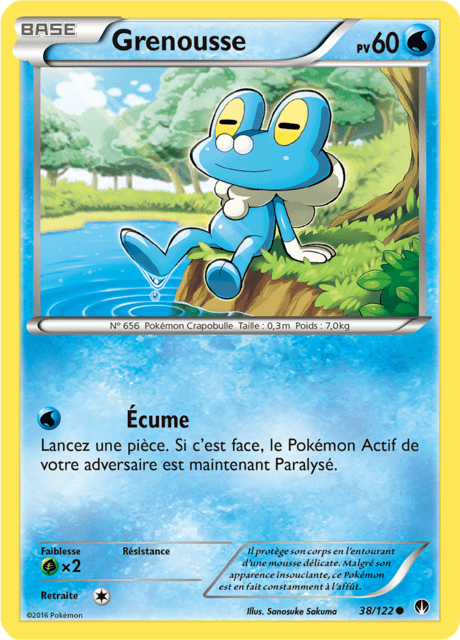 BASE
Grenousse
PV60
N° 656 Pokémon Crapobulle Taille : 0,3m Poids : 7,0kg
Écume
Lancez une pièce. Si c'est face, le Pokémon Actif de
votre adversaire est maintenant Paralysé.
Faiblesse
×2
Résistance
Retraite
Il protège son corps en l'entourant
d'une mousse délicate. Malgré son
apparence insouciante, ce Pokémon
est en fait constamment à l'affût.
©2016 Pokémon
Illus. Sanosuke Sakuma
38/122